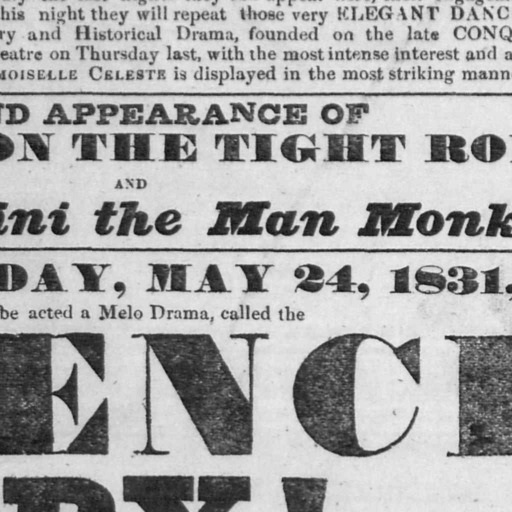 his night they will repeat those very ELEGANT DANC
ry and Historical Drama, founded on the late CONQ
eatre on Thursday last, with the most intense interest and a
MOISELLE CELESTE is displayed in the most striking mann
ND APPEARANCE OF
ON THE TIGHT RO
AND
ini the Man Monk
DAY, MAY 24, 1831,
be acted a Melo Drama, called the
ENCE
RY!